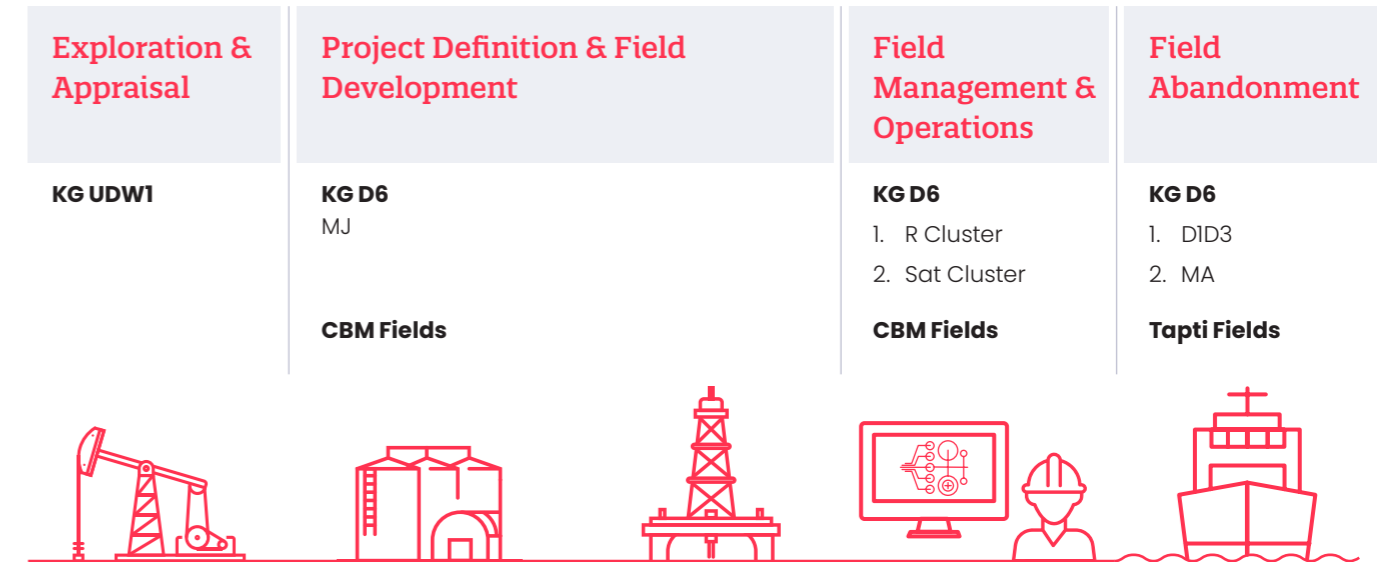 Exploration &
Appraisal
Project Definition & Field
Development
Field
Management &
Operations
Field
Abandonment
KG UDW1
KG D6
MJ
CBM Fields
KG D6
1. R Cluster
2. Sat Cluster
CBM Fields
KG D6
1. D1D3
2. MA
Tapti Fields